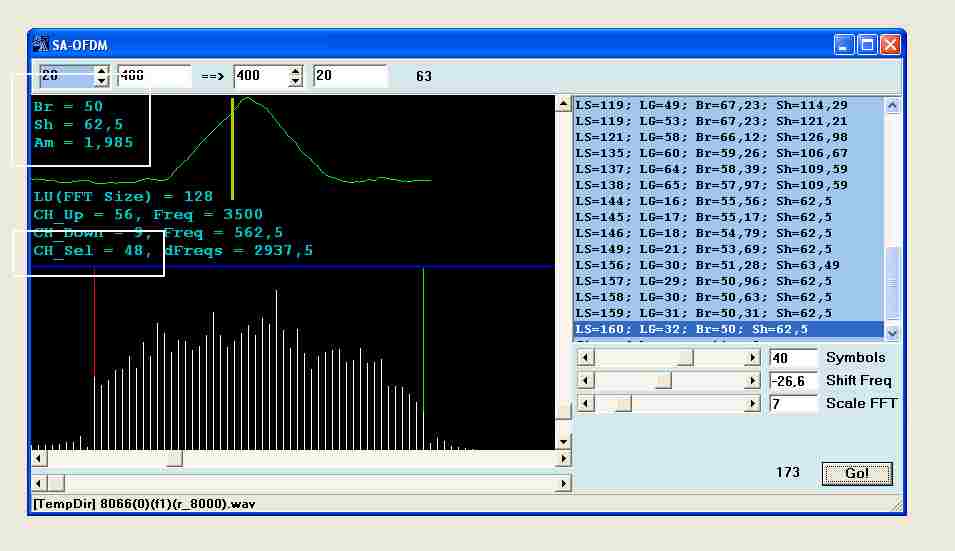 SA-OFDM
20 400 ==> 400 20 63
Br = 50
Sh = 62,5
Am = 1,985
LU(FFT Size) = 128
CH_Up = 56, Freq = 3500
CH_Down = 9, Freq = 562,5
CH_Sel = 48, dFreqs = 2937,5
LS=119; LG=49; Br=67,23; Sh=114,29
LS=119; LG=53; Br=67,23; Sh=121,21
LS=121; LG=58; Br=66,12; Sh=126,98
LS=135; LG=60; Br=59,26; Sh=106,67
LS=137; LG=64; Br=58,39; Sh=109,59
LS=138; LG=65; Br=57,97; Sh=109,59
LS=144; LG=16; Br=55,56; Sh=62,5
LS=145; LG=17; Br=55,17; Sh=62,5
LS=146; LG=18; Br=54,79; Sh=62,5
LS=149; LG=21; Br=53,69; Sh=62,5
LS=156; LG=30; Br=51,28; Sh=63,49
LS=157; LG=29; Br=50,96; Sh=62,5
LS=158; LG=30; Br=50,63; Sh=62,5
LS=159; LG=31; Br=50,31; Sh=62,5
LS=160; LG=32; Br=50; Sh=62,5
40 Symbols
-26,6 Shift Freq
7 Scale FFT
173 Go!
[TempDir] 8066(0)(f1)(r_8000).wav